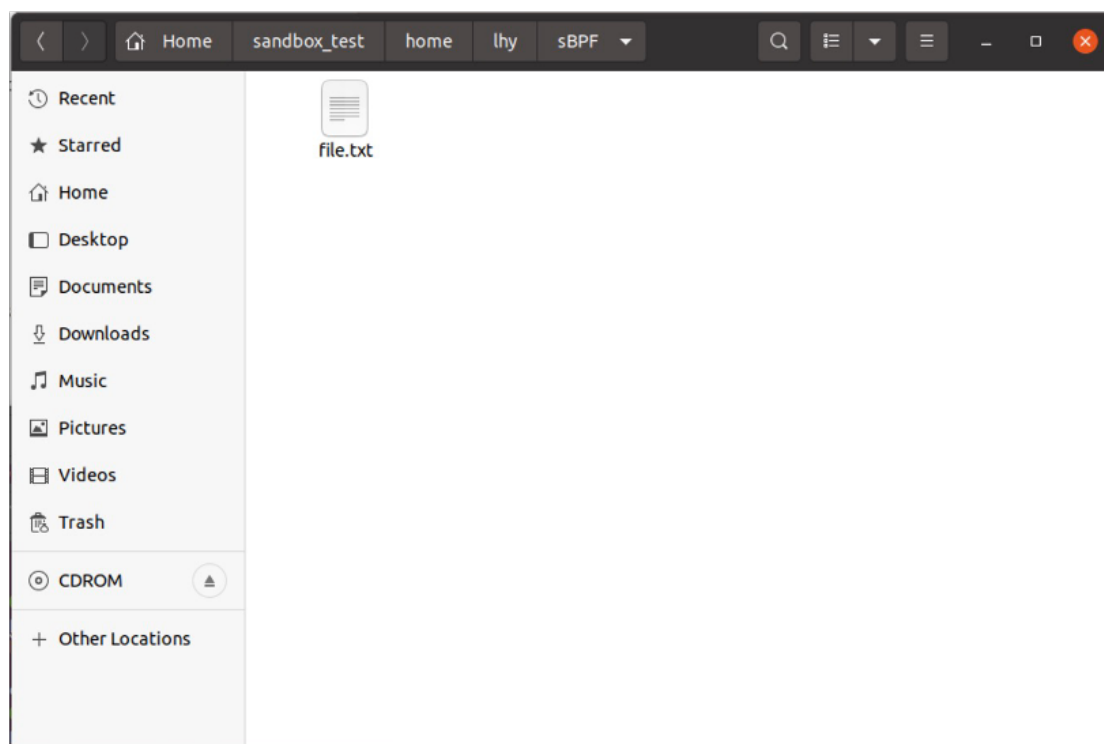 Home sandbox_test home lhy sBPF
Recent
Starred
Home
Desktop
Documents
Downloads
Music
Pictures
Videos
Trash
CDROM
Other Locations
file.txt